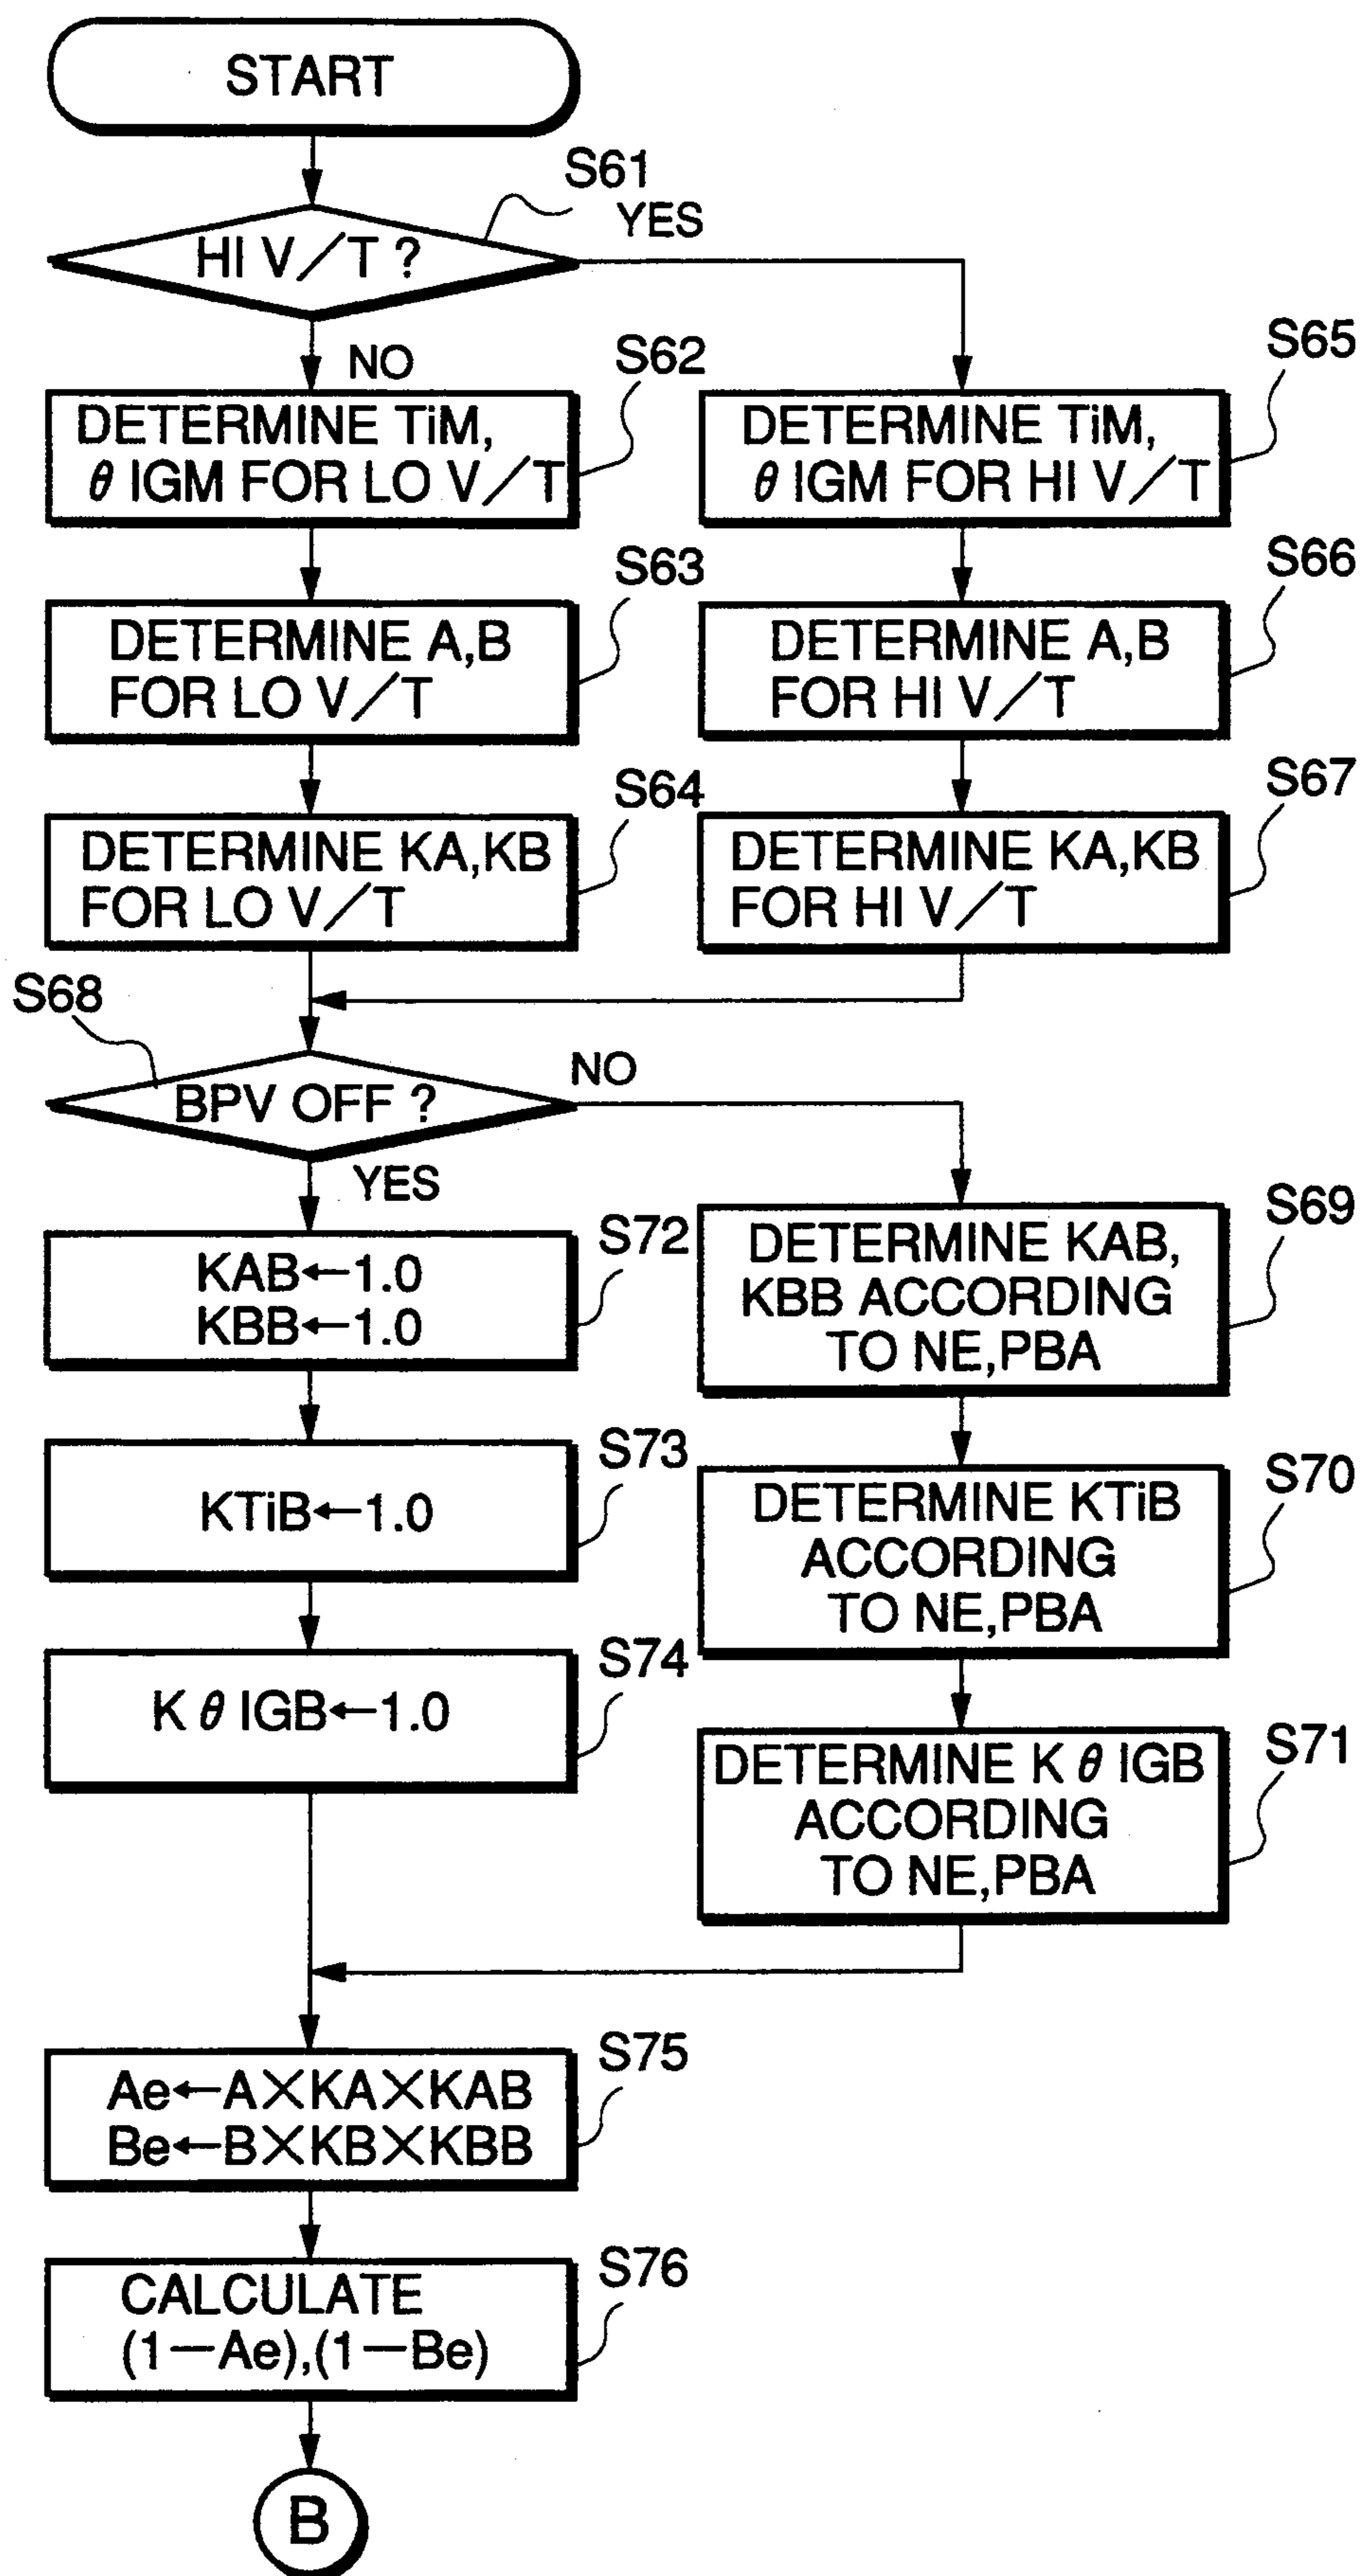 START
S61
YES
HI V/T ?
NO
S62
DETERMINE TiM,
θ IGM FOR LO V/T
S65
DETERMINE TiM,
θ IGM FOR HI V/T
S63
DETERMINE A,B
FOR LO V/T
S66
DETERMINE A,B
FOR HI V/T
S64
DETERMINE KA,KB
FOR LO V/T
S67
DETERMINE KA,KB
FOR HI V/T
S68
BPV OFF ?
NO
YES
S72
KAB←1.0
KBB←1.0
S69
DETERMINE KAB,
KBB ACCORDING
TO NE,PBA
S73
KTiB←1.0
S70
DETERMINE KTiB
ACCORDING
TO NE,PBA
S74
K θ IGB←1.0
S71
DETERMINE K θ IGB
ACCORDING
TO NE,PBA
S75
Ae←A×KA×KAB
Be←B×KB×KBB
S76
CALCULATE
(1−Ae),(1−Be)
B